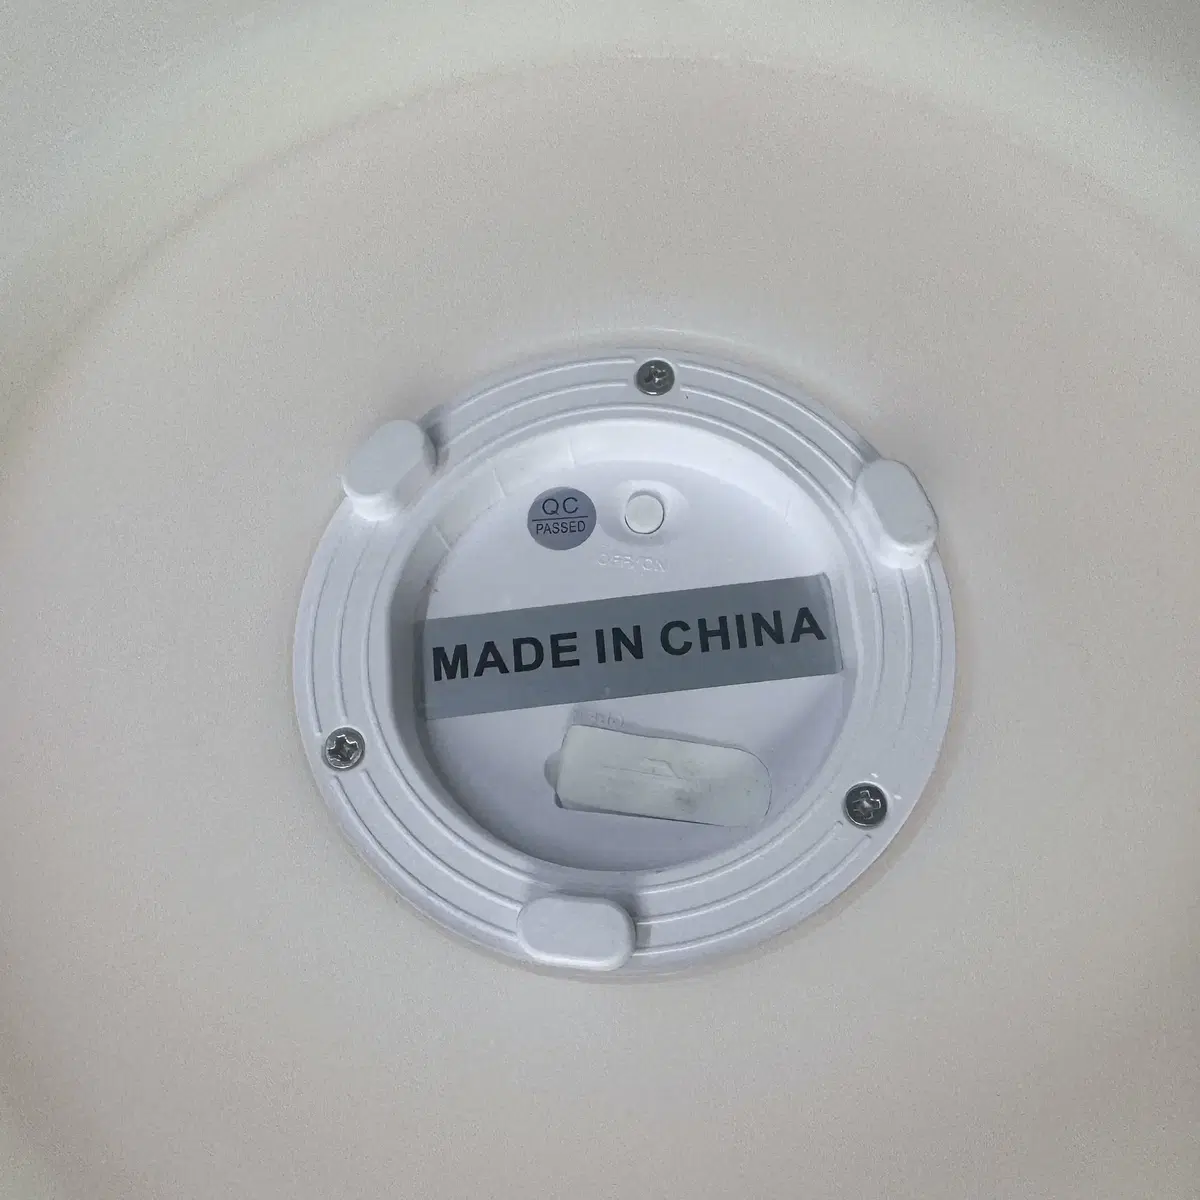 QC
PASSED
OFF/ON
MADE IN CHINA